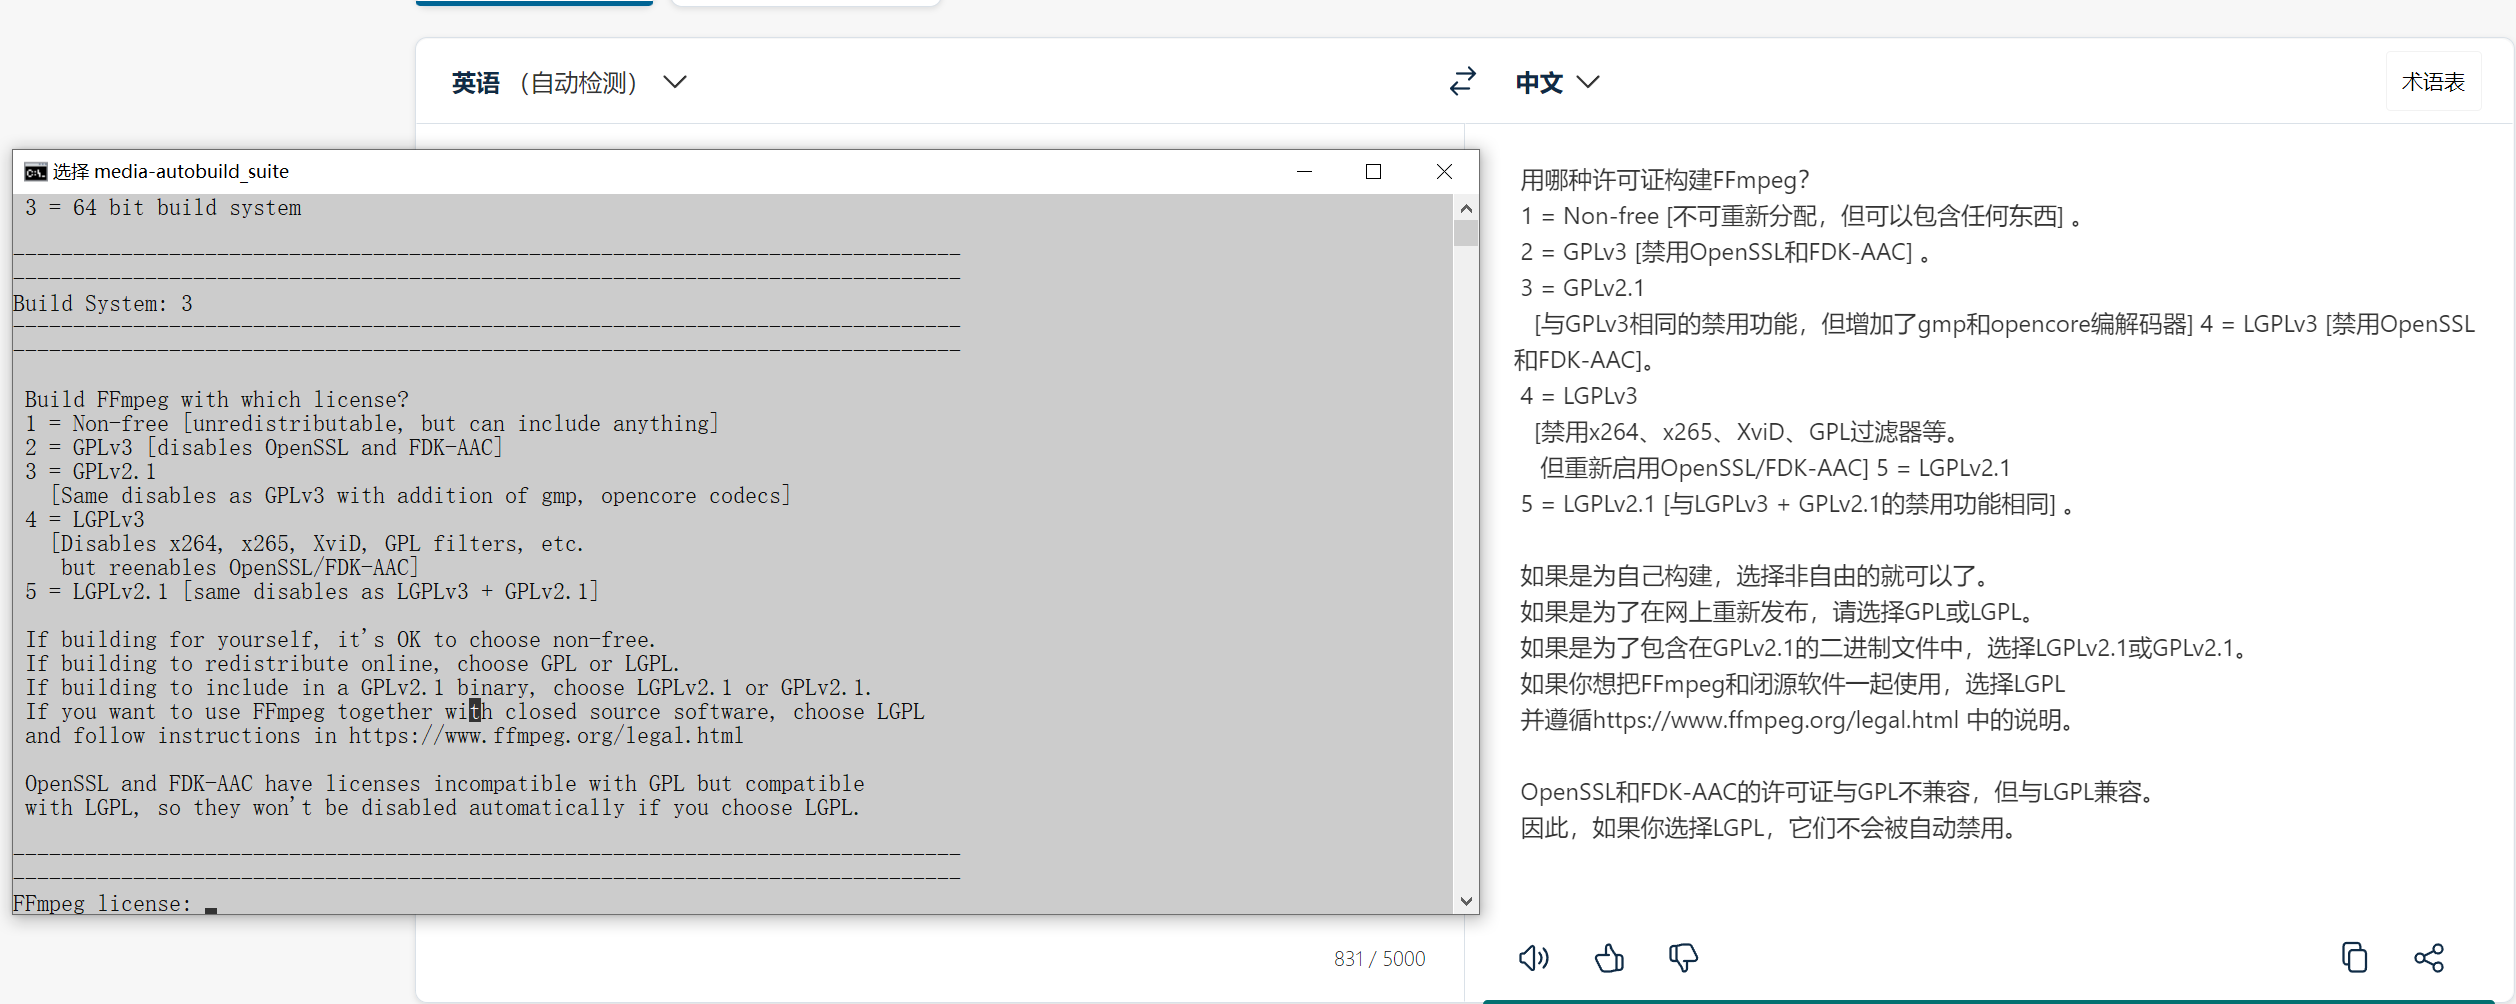 英语 （自动检测）
中文
术语表
选择 media-autobuild_suite
3 = 64 bit build system
-------------------------------------------------------------------------------
-------------------------------------------------------------------------------
Build System: 3
-------------------------------------------------------------------------------
-------------------------------------------------------------------------------
Build FFmpeg with which license?
1 = Non-free [unredistributable, but can include anything]
2 = GPLv3 [disables OpenSSL and FDK-AAC]
3 = GPLv2.1
[Same disables as GPLv3 with addition of gmp, opencore codecs]
4 = LGPLv3
[Disables x264, x265, XviD, GPL filters, etc.
but reenables OpenSSL/FDK-AAC]
5 = LGPLv2.1 [same disables as LGPLv3 + GPLv2.1]
If building for yourself, it's OK to choose non-free.
If building to redistribute online, choose GPL or LGPL.
If building to include in a GPLv2.1 binary, choose LGPLv2.1 or GPLv2.1.
If you want to use FFmpeg together with closed source software, choose LGPL
and follow instructions in https://www.ffmpeg.org/legal.html
OpenSSL and FDK-AAC have licenses incompatible with GPL but compatible
with LGPL, so they won't be disabled automatically if you choose LGPL.
-------------------------------------------------------------------------------
-------------------------------------------------------------------------------
FFmpeg license:
831 / 5000
用哪种许可证构建FFmpeg？
1 = Non-free [不可重新分配，但可以包含任何东西] 。
2 = GPLv3 [禁用OpenSSL和FDK-AAC] 。
3 = GPLv2.1
[与GPLv3相同的禁用功能，但增加了gmp和opencore编解码器] 4 = LGPLv3 [禁用OpenSSL
和FDK-AAC]。
4 = LGPLv3
[禁用x264、x265、XviD、GPL过滤器等。
但重新启用OpenSSL/FDK-AAC] 5 = LGPLv2.1
5 = LGPLv2.1 [与LGPLv3 + GPLv2.1的禁用功能相同] 。
如果是为自己构建，选择非自由的就可以了。
如果是为了在网上重新发布，请选择GPL或LGPL。
如果是为了包含在GPLv2.1的二进制文件中，选择LGPLv2.1或GPLv2.1。
如果你想把FFmpeg和闭源软件一起使用，选择LGPL
并遵循https://www.ffmpeg.org/legal.html 中的说明。
OpenSSL和FDK-AAC的许可证与GPL不兼容，但与LGPL兼容。
因此，如果你选择LGPL，它们不会被自动禁用。